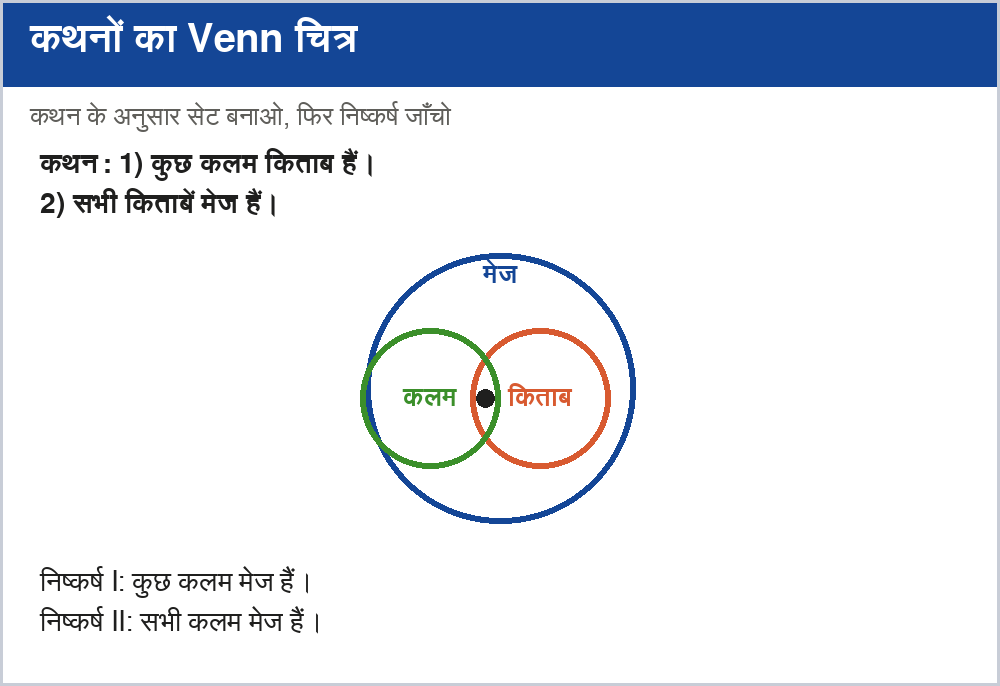 कथनों का Venn चित्र
कथन के अनुसार सेट बनाओ, फिर निष्कर्ष जाँचो
कथन : 1) कुछ कलम किताब हैं।
2) सभी किताबें मेज हैं।
मेज
कलम किताब
निष्कर्ष I: कुछ कलम मेज हैं।
निष्कर्ष II: सभी कलम मेज हैं।